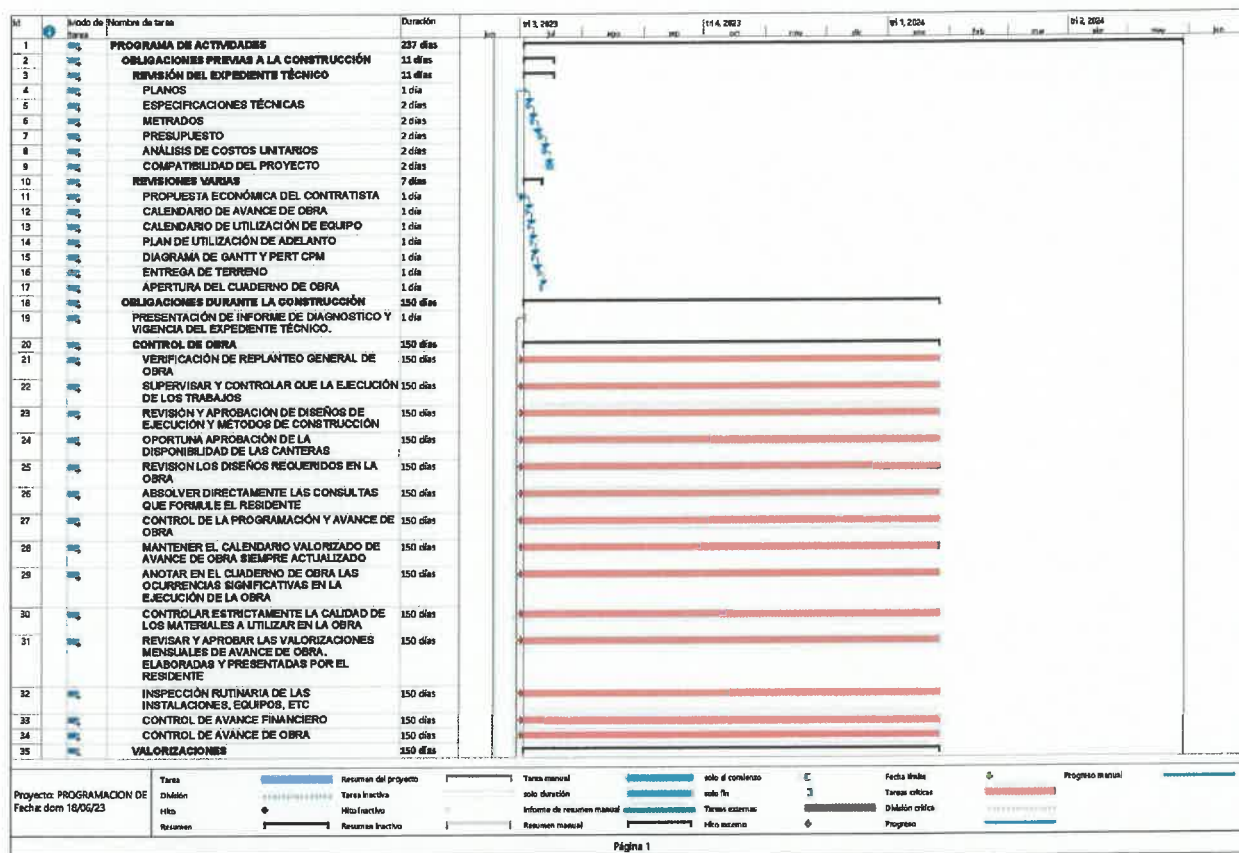 Id Modo de tarea Nombre de tarea Duración tri 3, 2023 tri 4, 2023 tri 1, 2024 tri 2, 2024
jun jul ago sep oct nov dic ene feb mar abr may jun
1 PROGRAMA DE ACTIVIDADES 237 días
2 OBLIGACIONES PREVIAS A LA CONSTRUCCIÓN 11 días
3 REVISIÓN DEL EXPEDIENTE TÉCNICO 11 días
4 PLANOS 1 día
5 ESPECIFICACIONES TÉCNICAS 2 días
6 METRADOS 2 días
7 PRESUPUESTO 2 días
8 ANÁLISIS DE COSTOS UNITARIOS 2 días
9 COMPATIBILIDAD DEL PROYECTO 2 días
10 REVISIONES VARIAS 7 días
11 PROPUESTA ECONÓMICA DEL CONTRATISTA 1 día
12 CALENDARIO DE AVANCE DE OBRA 1 día
13 CALENDARIO DE UTILIZACIÓN DE EQUIPO 1 día
14 PLAN DE UTILIZACIÓN DE ADELANTO 1 día
15 DIAGRAMA DE GANTT Y PERT CPM 1 día
16 ENTREGA DE TERRENO 1 día
17 APERTURA DEL CUADERNO DE OBRA 1 día
18 OBLIGACIONES DURANTE LA CONSTRUCCIÓN 150 días
19 PRESENTACIÓN DE INFORME DE DIAGNOSTICO Y 1 día
VIGENCIA DEL EXPEDIENTE TÉCNICO.
20 CONTROL DE OBRA 150 días
21 VERIFICACIÓN DE REPLANTEO GENERAL DE 150 días
OBRA
22 SUPERVISAR Y CONTROLAR QUE LA EJECUCIÓN 150 días
DE LOS TRABAJOS
23 REVISIÓN Y APROBACIÓN DE DISEÑOS DE 150 días
EJECUCIÓN Y MÉTODOS DE CONSTRUCCIÓN
24 OPORTUNA APROBACIÓN DE LA 150 días
DISPONIBILIDAD DE LAS CANTERAS
25 REVISION LOS DISEÑOS REQUERIDOS EN LA 150 días
OBRA
26 ABSOLVER DIRECTAMENTE LAS CONSULTAS 150 días
QUE FORMULE EL RESIDENTE
27 CONTROL DE LA PROGRAMACIÓN Y AVANCE DE 150 días
OBRA
28 MANTENER EL CALENDARIO VALORIZADO DE 150 días
AVANCE DE OBRA SIEMPRE ACTUALIZADO
29 ANOTAR EN EL CUADERNO DE OBRA LAS 150 días
OCURRENCIAS SIGNIFICATIVAS EN LA
EJECUCIÓN DE LA OBRA
30 CONTROLAR ESTRICTAMENTE LA CALIDAD DE 150 días
LOS MATERIALES A UTILIZAR EN LA OBRA
31 REVISAR Y APROBAR LAS VALORIZACIONES 150 días
MENSUALES DE AVANCE DE OBRA.
ELABORADAS Y PRESENTADAS POR EL
RESIDENTE
32 INSPECCIÓN RUTINARIA DE LAS 150 días
INSTALACIONES, EQUIPOS, ETC
33 CONTROL DE AVANCE FINANCIERO 150 días
34 CONTROL DE AVANCE DE OBRA 150 días
35 VALORIZACIONES 150 días
Proyecto: PROGRAMACION DE
Fecha: dom 18/06/23
Tarea Resumen del proyecto Tarea manual solo el comienzo Fecha límite Progreso manual
División Tarea inactiva solo duración solo fin Tareas críticas
Hito Hito inactivo Informe de resumen manual Tareas externas División crítica
Resumen Resumen inactivo Resumen manual Hito externo Progreso
Página 1